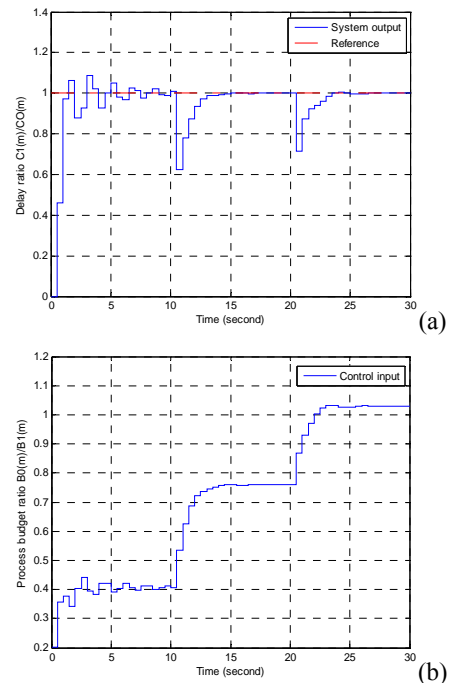 1.4
System output
Reference
1.2
1
0.8
0.6
0.4
0.2
0
Delay ratio C1(m)/CO(m)
0 5 10 15 20 25 30
Time (second)
(a)
1.2
Control input
1.1
1
0.9
0.8
0.7
0.6
0.5
0.4
0.3
0.2
Process budget ratio B0(m)/B1(m)
0 5 10 15 20 25 30
Time (second)
(b)